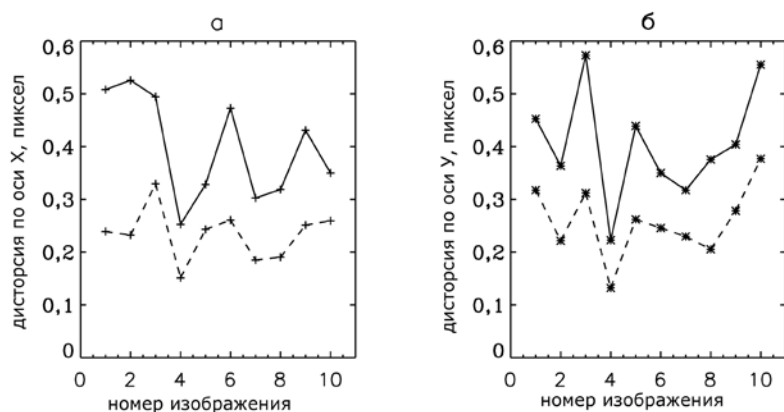 а
дисторсия по оси X, пиксел
0,6
0,5
0,4
0,3
0,2
0,1
0
0 2 4 6 8 10
номер изображения
б
дисторсия по оси У, пиксел
0,6
0,5
0,4
0,3
0,2
0,1
0
0 2 4 6 8 10
номер изображения